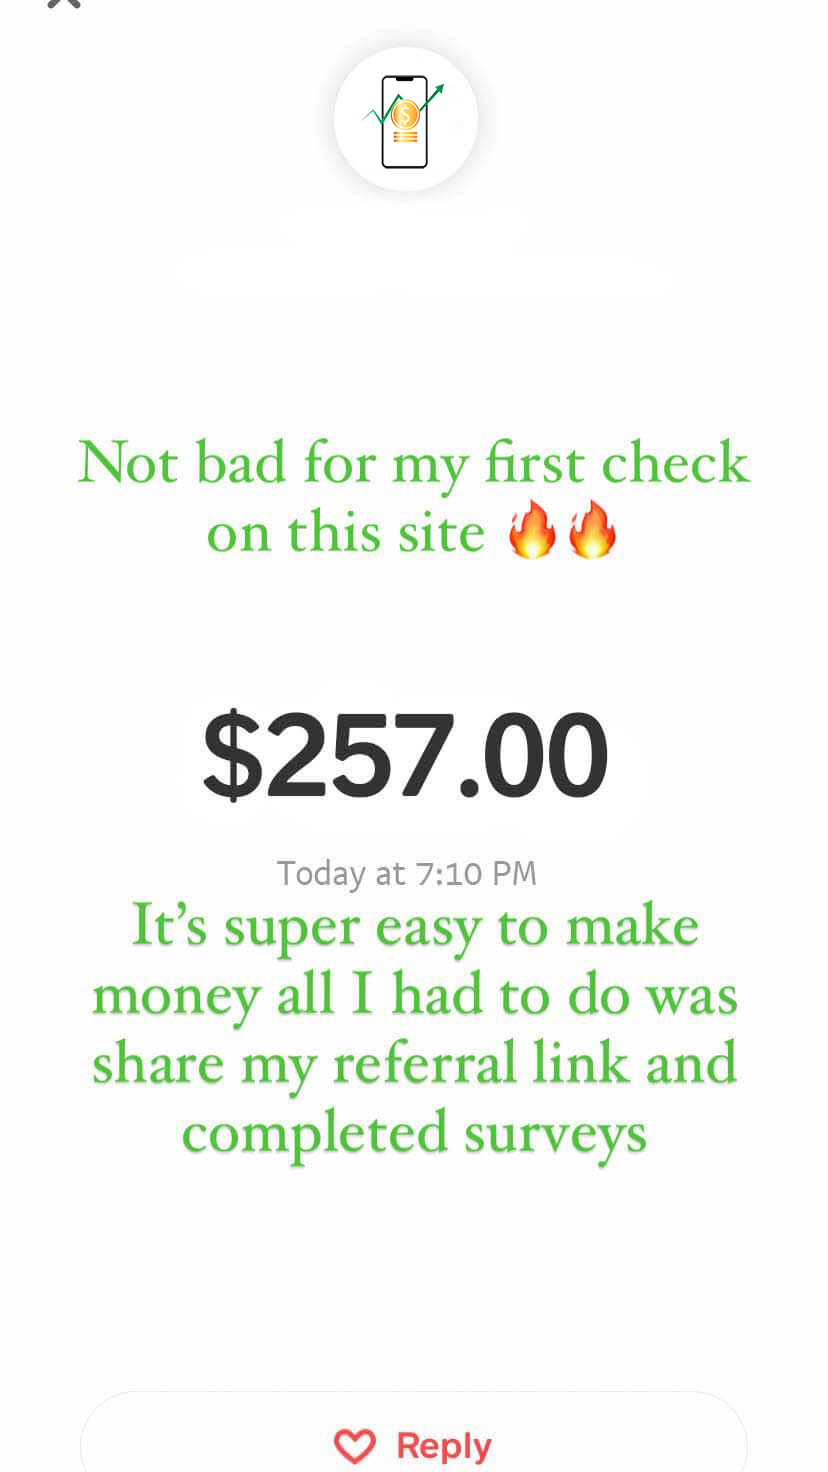 Not bad for my first check
on this site 🔥🔥
$257.00
Today at 7:10 PM
It’s super easy to make
money all I had to do was
share my referral link and
completed surveys
Reply